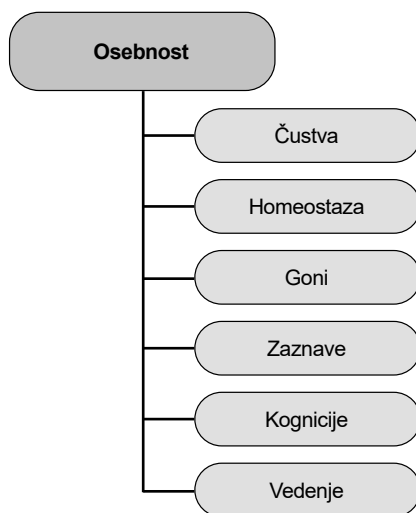 Osebnost
Čustva
Homeostaza
Goni
Zaznave
Kognicije
Vedenje